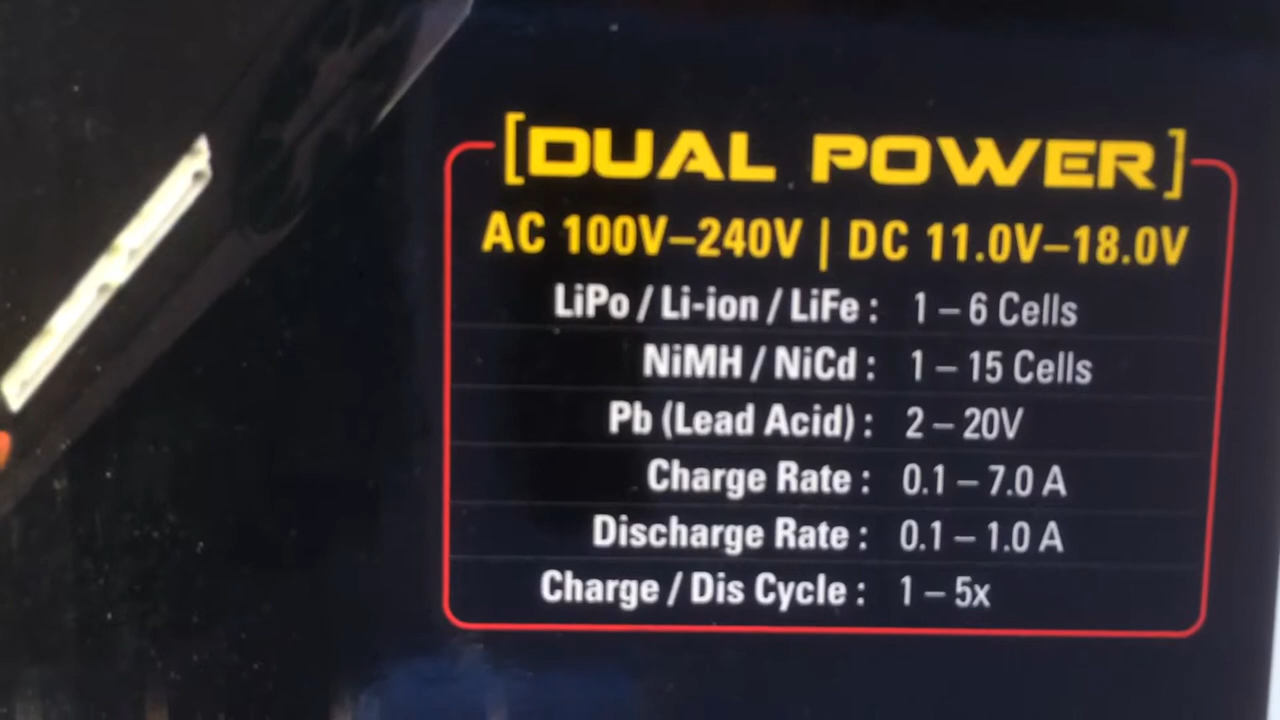 [DUAL POWER]
AC 100V–240V | DC 11.0V–18.0V
LiPo / Li-ion / LiFe : 1 – 6 Cells
NiMH / NiCd : 1 – 15 Cells
Pb (Lead Acid) : 2 – 20V
Charge Rate : 0.1 – 7.0 A
Discharge Rate : 0.1 – 1.0 A
Charge / Dis Cycle : 1 – 5x